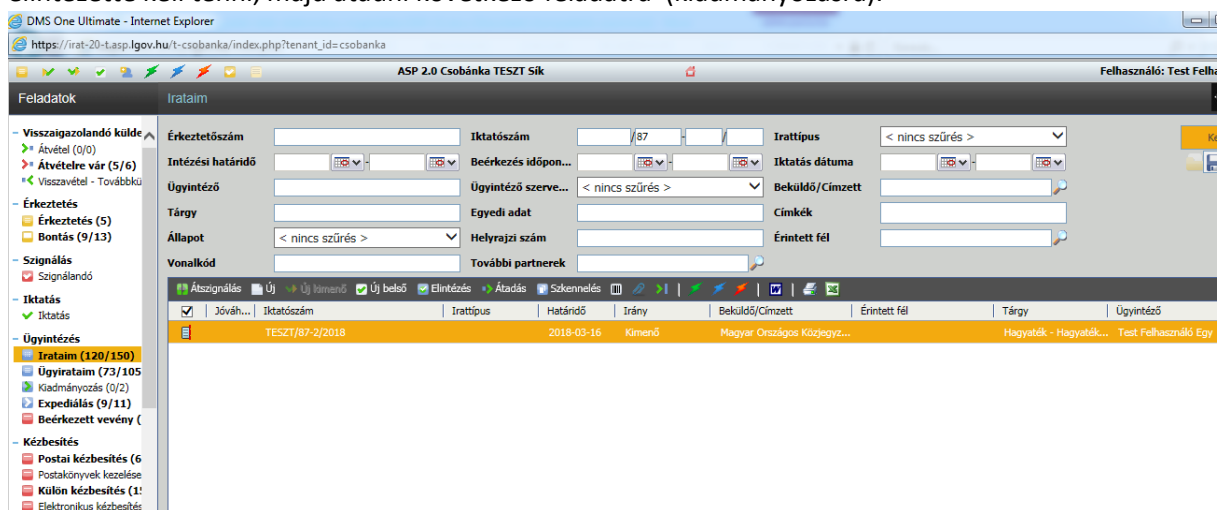 DMS One Ultimate - Internet Explorer
https://irat-20-t.asp.lgov.hu/t-csobanka/index.php?tenant_id=csobanka
ASP 2.0 Csobánka TESZT Sík Felhasználó: Test Felha
Feladatok Irataim
Visszaigazolandó külde
Átvétel (0/0)
Átvételre vár (5/6)
Visszavétel - Továbbkü
Érkeztetés
Érkeztetés (5)
Bontás (9/13)
Szignálás
Szignálandó
Iktatás
Iktatás
Ügyintézés
Irataim (120/150)
Ügyirataim (73/105
Kiadmányozás (0/2)
Expediálás (9/11)
Beérkezett vevény (
Kézbesítés
Postai kézbesítés (6
Postakönyvek kezelése
Külön kézbesítés (1
Elektronikus kézbesítés
Érkeztetőszám Iktatószám /87 - / Irattípus < nincs szűrés > Ke
Intézési határidő - Beérkezés időpon... - Iktatás dátuma -
Ügyintéző Ügyintéző szerve... < nincs szűrés > Beküldő/Címzett
Tárgy Egyedi adat Címkék
Állapot < nincs szűrés > Helyrajzi szám Érintett fél
Vonalkód További partnerek
Átszignálás Új Új kimenő Új belső Elintézés Átadás Szkennelés
Jóváh... Iktatószám Irattípus Határidő Irány Beküldő/Címzett Érintett fél Tárgy Ügyintéző
TESZT/87-2/2018 2018-03-16 Kimenő Magyar Országos Közjegyz... Hagyaték - Hagyaték... Test Felhasználó Egy